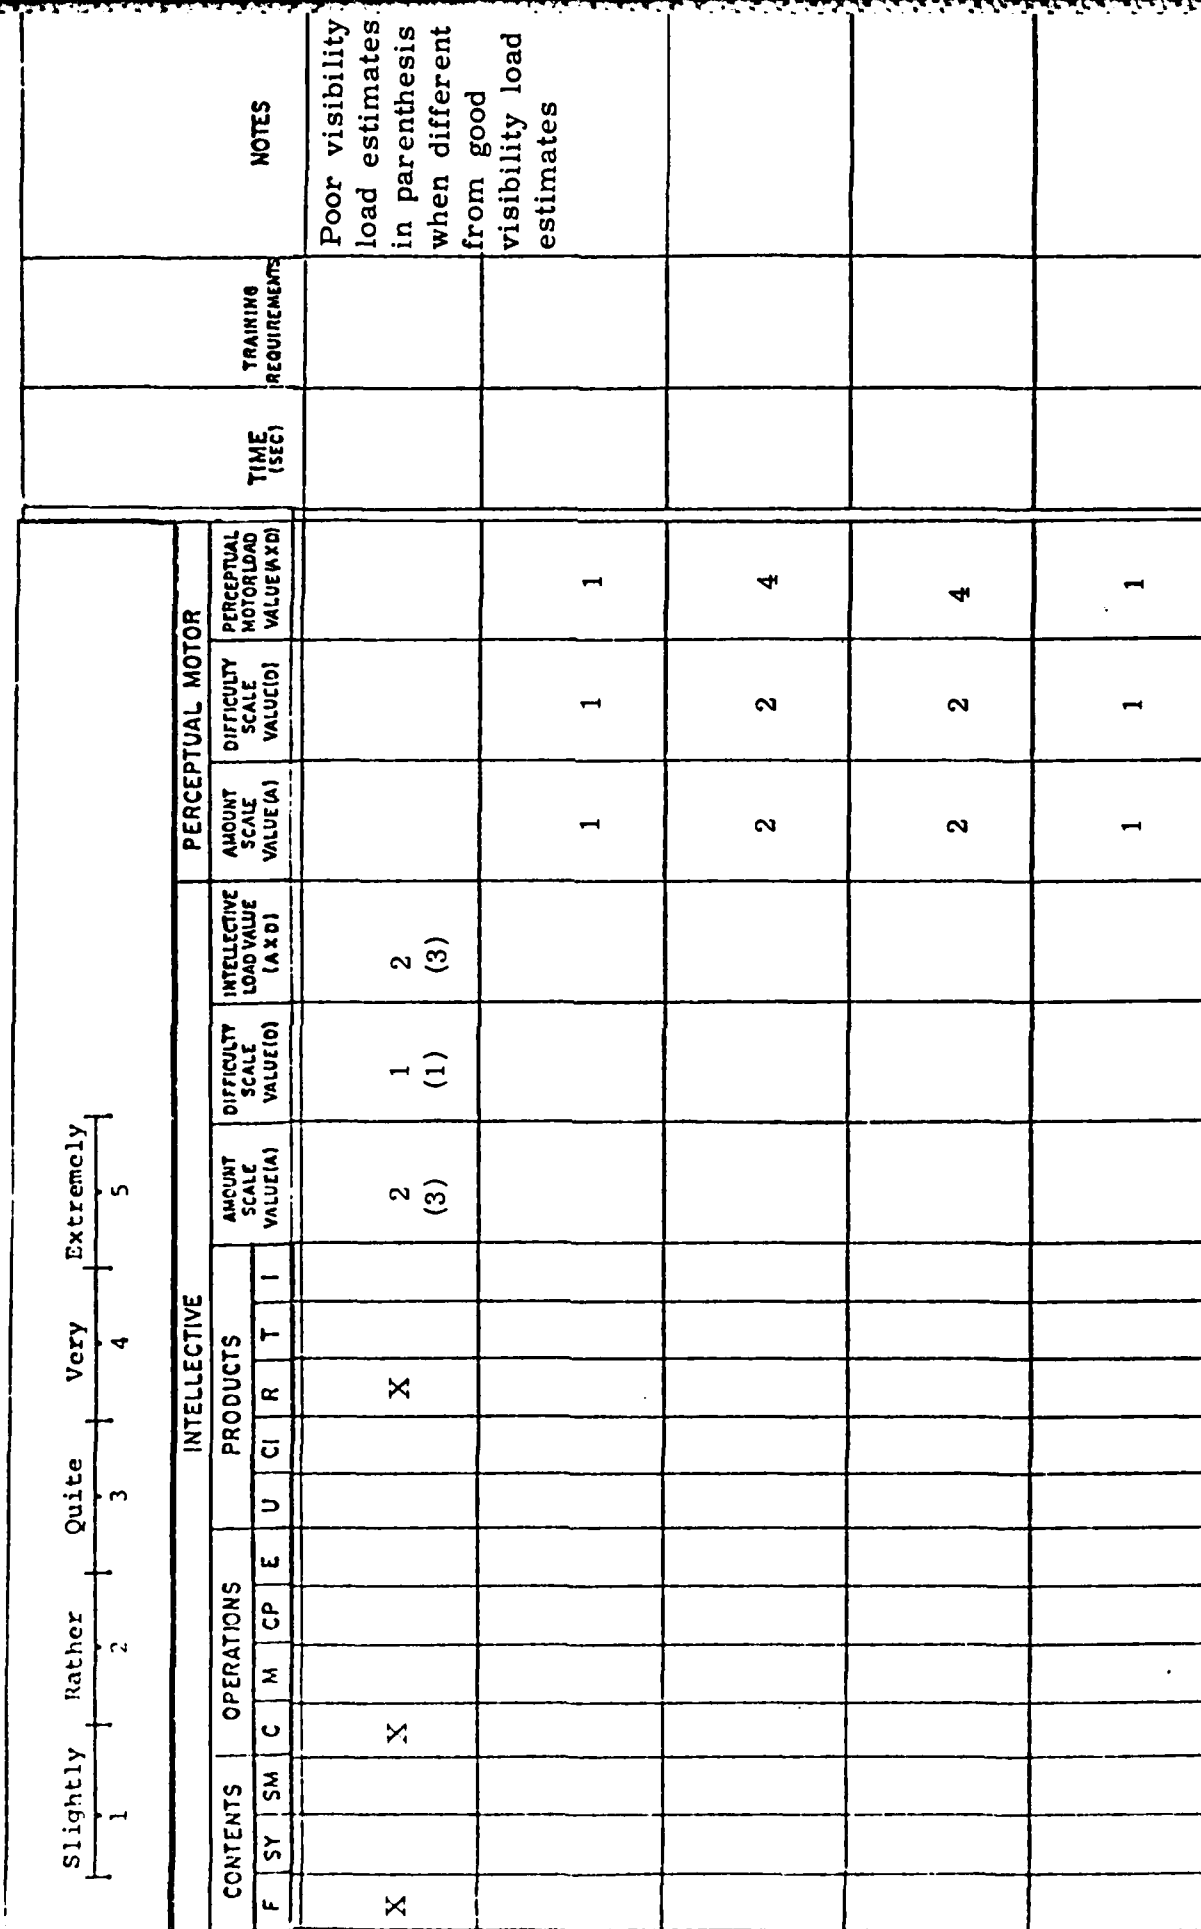 Slightly Rather Quite Very Extremely
1 2 3 4 5
INTELLECTIVE PERCEPTUAL MOTOR
CONTENTS OPERATIONS PRODUCTS
F SY SM C M CP E U CI R T I
AMOUNT
SCALE
VALUE(A)
DIFFICULTY
SCALE
VALUE(D)
INTELLECTIVE
LOAD VALUE
(AXD)
AMOUNT
SCALE
VALUE(A)
DIFFICULTY
SCALE
VALUE(D)
PERCEPTUAL
MOTOR LOAD
VALUE(AXD)
TIME
(SEC)
TRAINING
REQUIREMENTS
NOTES
X X X 2 1 2
(3) (1) (3)
Poor visibility
load estimates
in parenthesis
when different
from good
visibility load
estimates
1 1 1
2 2 4
2 2 4
1 1 1